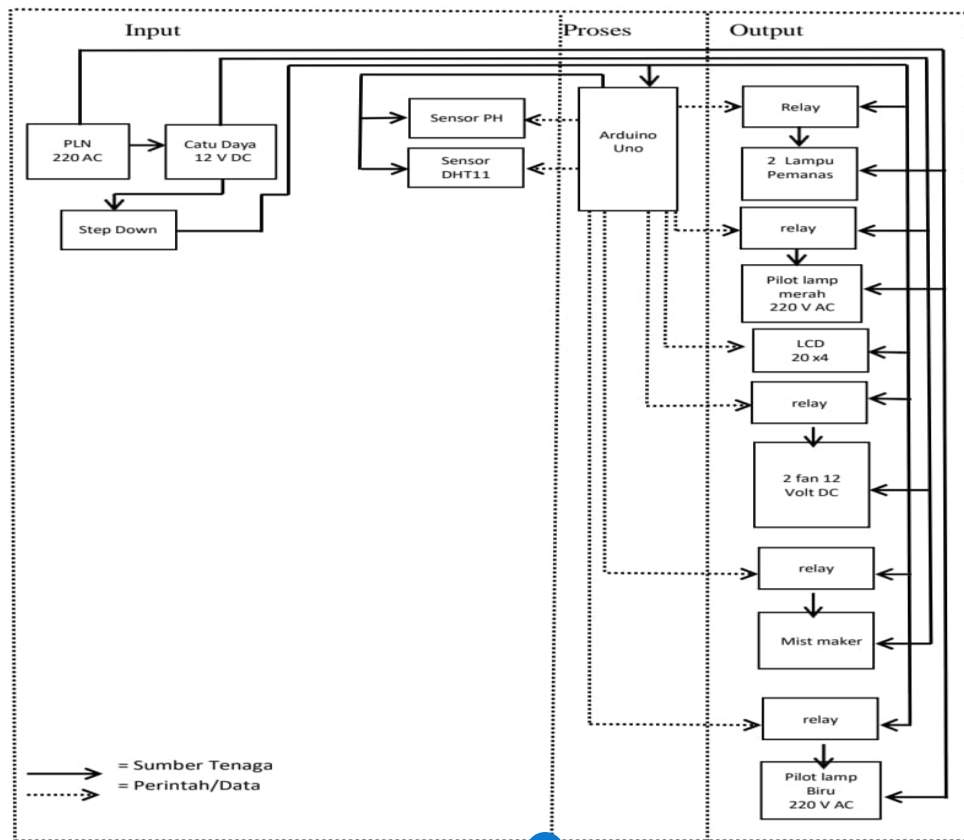 Input
Proses
Output
PLN
220 AC
Catu Daya
12 V DC
Step Down
Sensor PH
Sensor
DHT11
Arduino
Uno
Relay
2 Lampu
Pemanas
relay
Pilot lamp
merah
220 V AC
LCD
20 x4
relay
2 fan 12
Volt DC
relay
Mist maker
relay
Pilot lamp
Biru
220 V AC
= Sumber Tenaga
= Perintah/Data